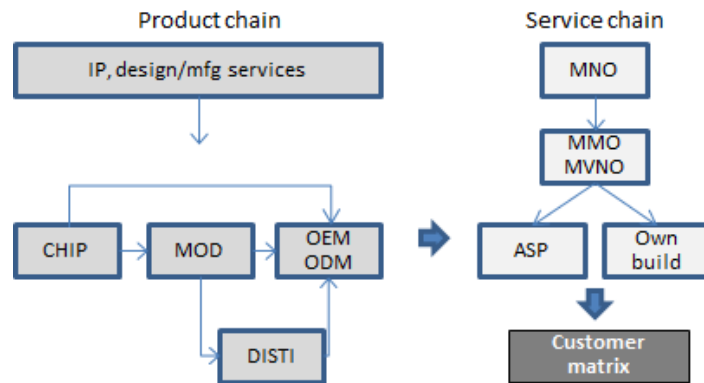 Product chain
IP, design/mfg services
CHIP
MOD
OEM
ODM
DISTI
Service chain
MNO
MMO
MVNO
ASP
Own
build
Customer
matrix